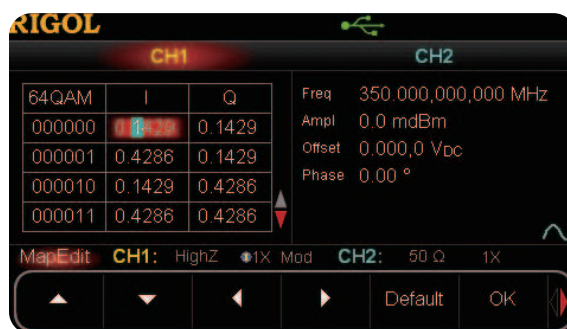 RIGOL
CH1 CH2
64QAM I Q
000000 0.1429 0.1429
000001 0.4286 0.1429
000010 0.1429 0.4286
000011 0.4286 0.4286
Freq 350.000,000,000 MHz
Ampl 0.0 mdBm
Offset 0.000,0 VDC
Phase 0.00 °
MapEdit CH1: HighZ 1X Mod CH2: 50 Ω 1X
Default OK